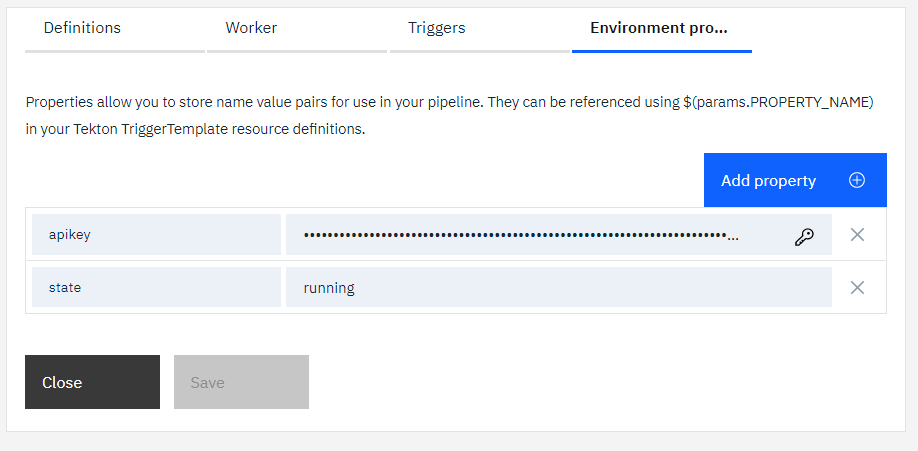 Definitions
Worker
Triggers
Environment pro...
Properties allow you to store name value pairs for use in your pipeline. They can be referenced using $(params.PROPERTY_NAME)
in your Tekton TriggerTemplate resource definitions.
Add property
apikey
state
running
Close
Save